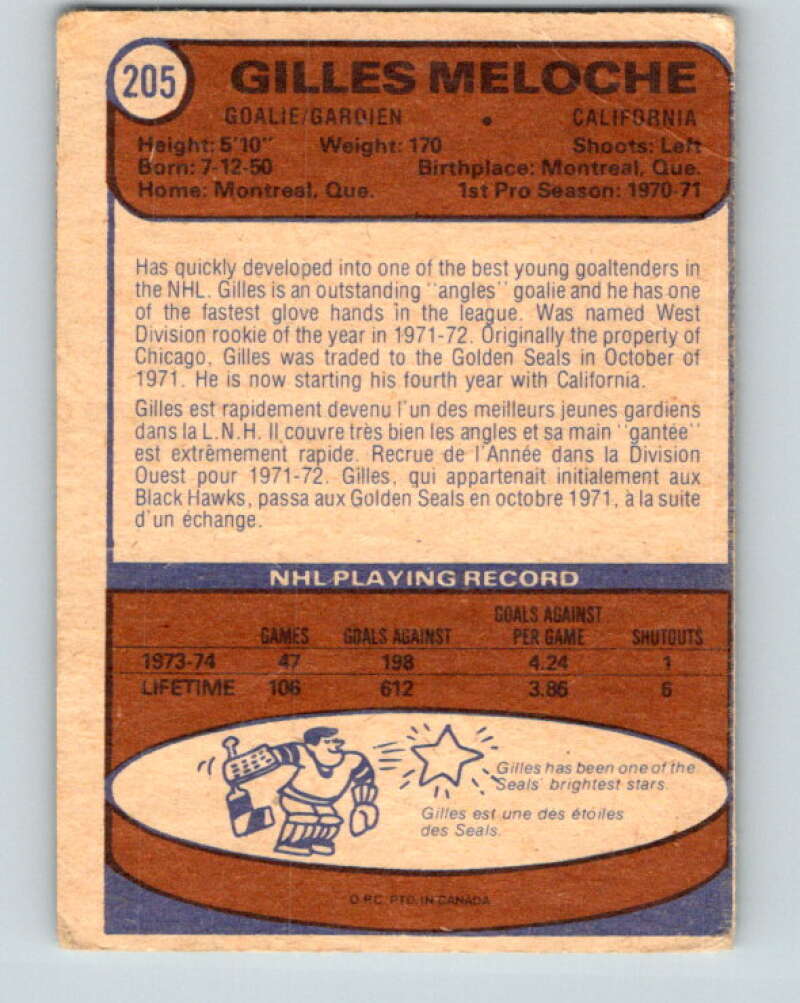 205 GILLES MELOCHE
GOALIE/GARDIEN • CALIFORNIA
Height: 5'10" Weight: 170 Shoots: Left
Born: 7-12-50 Birthplace: Montreal, Que.
Home: Montreal, Que. 1st Pro Season: 1970-71
Has quickly developed into one of the best young goaltenders in
the NHL. Gilles is an outstanding "angles" goalie and he has one
of the fastest glove hands in the league. Was named West
Division rookie of the year in 1971-72. Originally the property of
Chicago, Gilles was traded to the Golden Seals in October of
1971. He is now starting his fourth year with California.
Gilles est rapidement devenu l'un des meilleurs jeunes gardiens
dans la L.N.H. Il couvre très bien les angles et sa main "gantée"
est extrêmement rapide. Recrue de l'Année dans la Division
Ouest pour 1971-72. Gilles, qui appartenait initialement aux
Black Hawks, passa aux Golden Seals en octobre 1971, à la suite
d'un échange.
NHL PLAYING RECORD
GAMES GOALS AGAINST GOALS AGAINST PER GAME SHUTOUTS
1973-74 47 198 4.24 1
LIFETIME 106 612 3.86 6
Gilles has been one of the
Seals' brightest stars.
Gilles est une des étoiles
des Seals.
O.P.C. PTD. IN CANADA